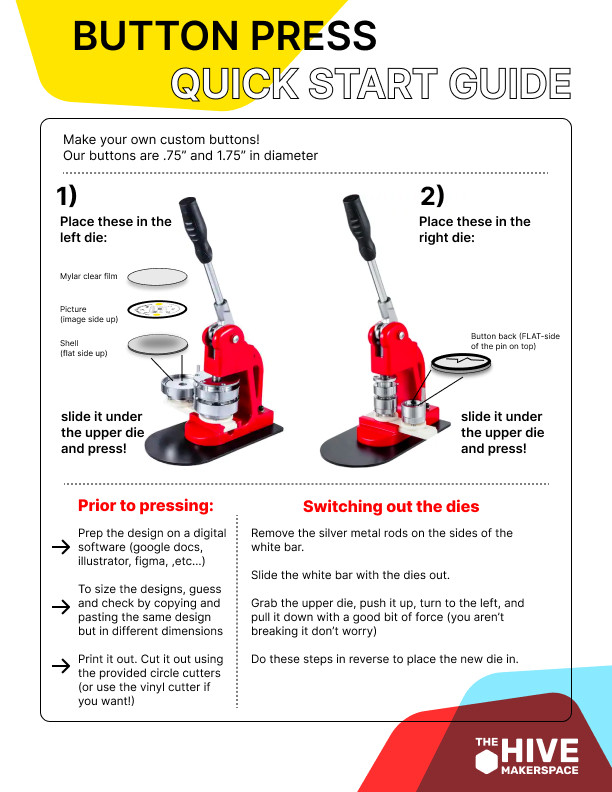 BUTTON PRESS
QUICK START GUIDE
Make your own custom buttons!
Our buttons are .75” and 1.75” in diameter
1)
Place these in the
left die:
Mylar clear film
Picture
(image side up)
Shell
(flat side up)
slide it under
the upper die
and press!
2)
Place these in the
right die:
Button back (FLAT-side
of the pin on top)
slide it under
the upper die
and press!
Prior to pressing:
Prep the design on a digital
software (google docs,
illustrator, figma, ,etc...)
To size the designs, guess
and check by copying and
pasting the same design
but in different dimensions
Print it out. Cut it out using
the provided circle cutters
(or use the vinyl cutter if
you want!)
Switching out the dies
Remove the silver metal rods on the sides of the
white bar.
Slide the white bar with the dies out.
Grab the upper die, push it up, turn to the left, and
pull it down with a good bit of force (you aren’t
breaking it don’t worry)
Do these steps in reverse to place the new die in.
THE HIVE
MAKERSPACE